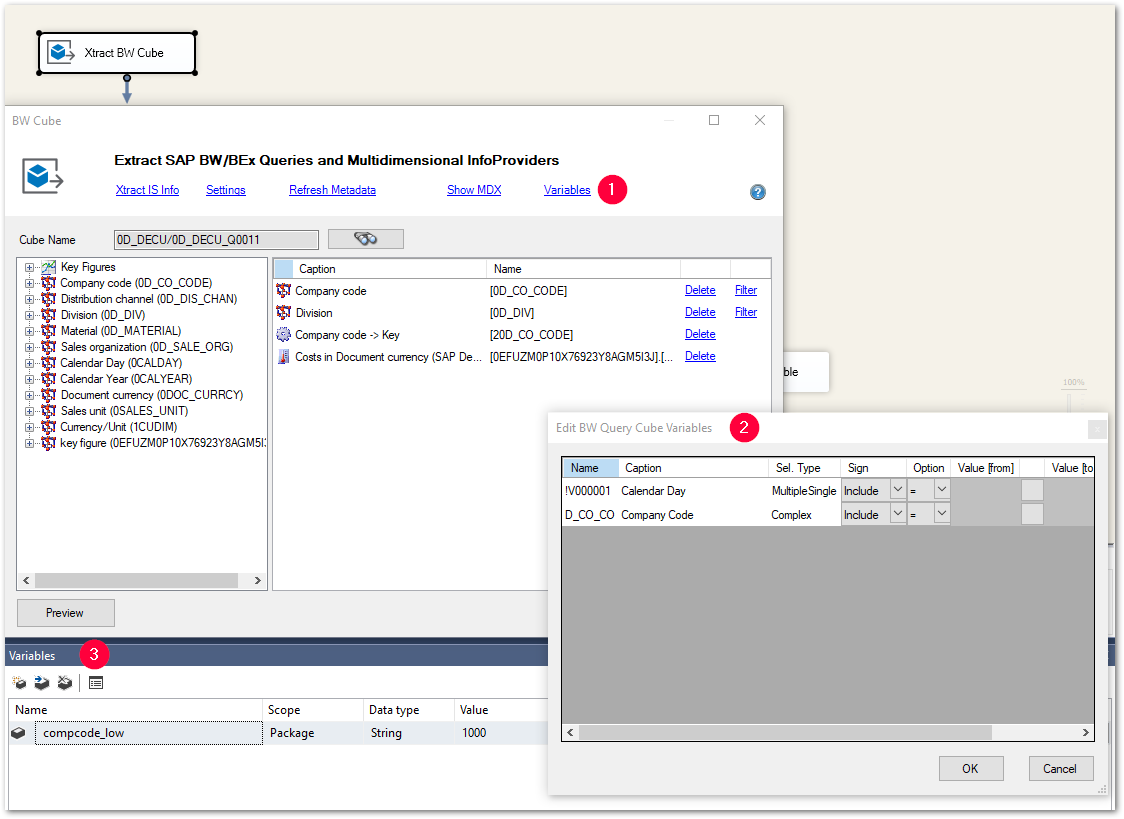 Xtract BW Cube
BW Cube
Extract SAP BW/BEx Queries and Multidimensional InfoProviders
Xtract IS Info Settings Refresh Metadata Show MDX Variables 1
?
Cube Name 0D_DECU/0D_DECU_Q0011
Key Figures
Company code (0D_CO_CODE)
Distribution channel (0D_DIS_CHAN)
Division (0D_DIV)
Material (0D_MATERIAL)
Sales organization (0D_SALE_ORG)
Calendar Day (0CALDAY)
Calendar Year (0CALYEAR)
Document currency (0DOC_CURRCY)
Sales unit (0SALES_UNIT)
Currency/Unit (1CUDIM)
key figure (0EFUZM0P10X76923Y8AGM5I3J
Caption Name
Company code [0D_CO_CODE] Delete Filter
Division [0D_DIV] Delete Filter
Company code -> Key [20D_CO_CODE] Delete
Costs in Document currency (SAP De... [0EFUZM0P10X76923Y8AGM5I3J].[... Delete
ble
100%
Preview
Edit BW Query Cube Variables 2
x
Name Caption Sel. Type Sign Option Value [from] Value [to
!V000001 Calendar Day MultipleSingle Include =
D_CO_CO Company Code Complex Include =
OK Cancel
Variables 3
Name Scope Data type Value
compcode_low Package String 1000